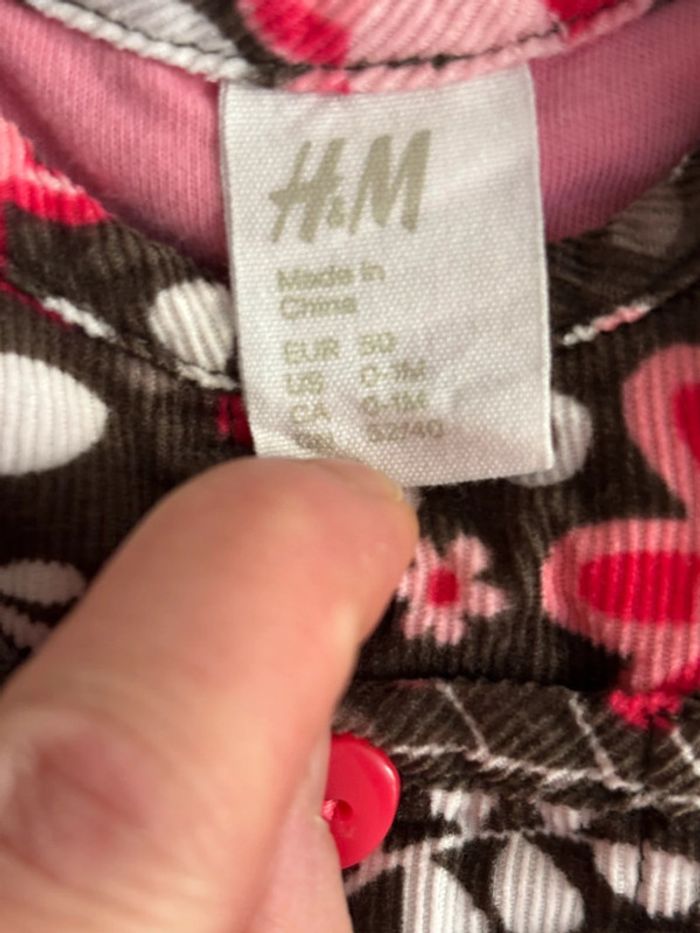 H&M
Made in
China
EUR 50
US 0-1M
CA 0-1M
52/40